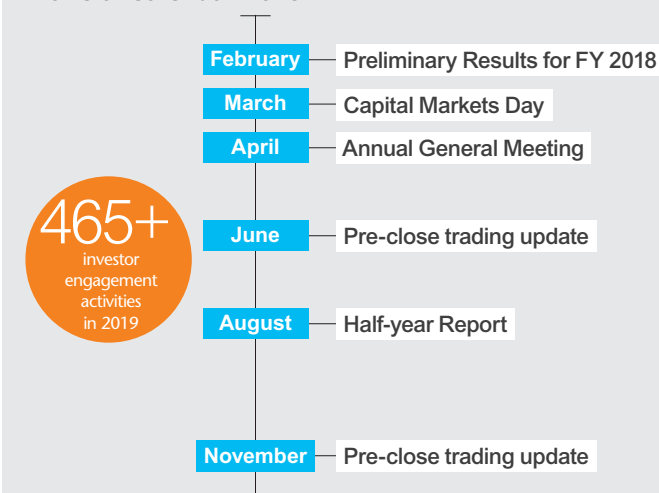 February Preliminary Results for FY 2018
March Capital Markets Day
April Annual General Meeting
465+
investor
engagement
activities
in 2019
June Pre-close trading update
August Half-year Report
November Pre-close trading update